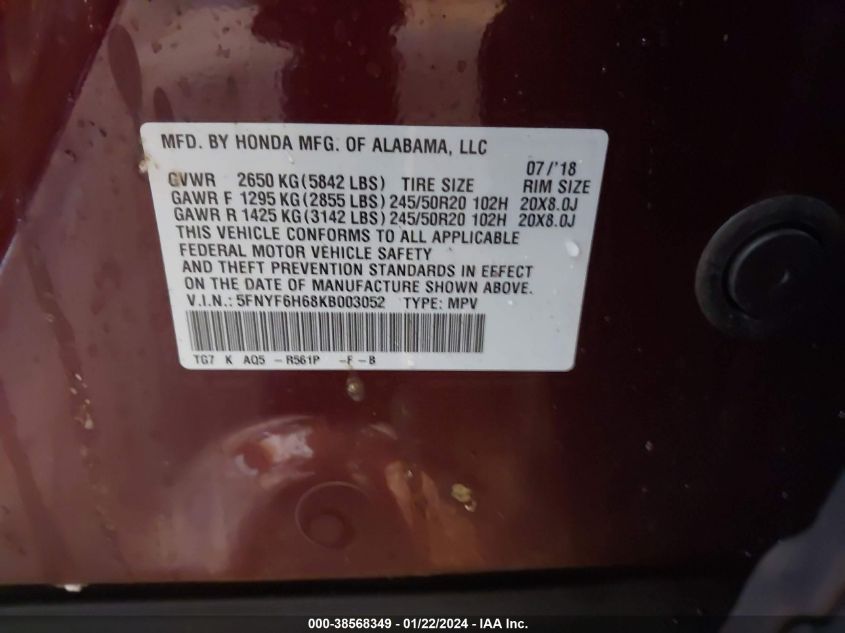 MFD. BY HONDA MFG. OF ALABAMA, LLC
07/'18
GVWR 2650 KG(5842 LBS) TIRE SIZE RIM SIZE
GAWR F 1295 KG(2855 LBS) 245/50R20 102H 20X8.0J
GAWR R 1425 KG(3142 LBS) 245/50R20 102H 20X8.0J
THIS VEHICLE CONFORMS TO ALL APPLICABLE
FEDERAL MOTOR VEHICLE SAFETY
AND THEFT PREVENTION STANDARDS IN EFFECT
ON THE DATE OF MANUFACTURE SHOWN ABOVE.
V.I.N.: 5FNYF6H68KB003052 TYPE: MPV
TG7 K AQ5 -R561P -F-B
000-38568349 - 01/22/2024 - IAA Inc.